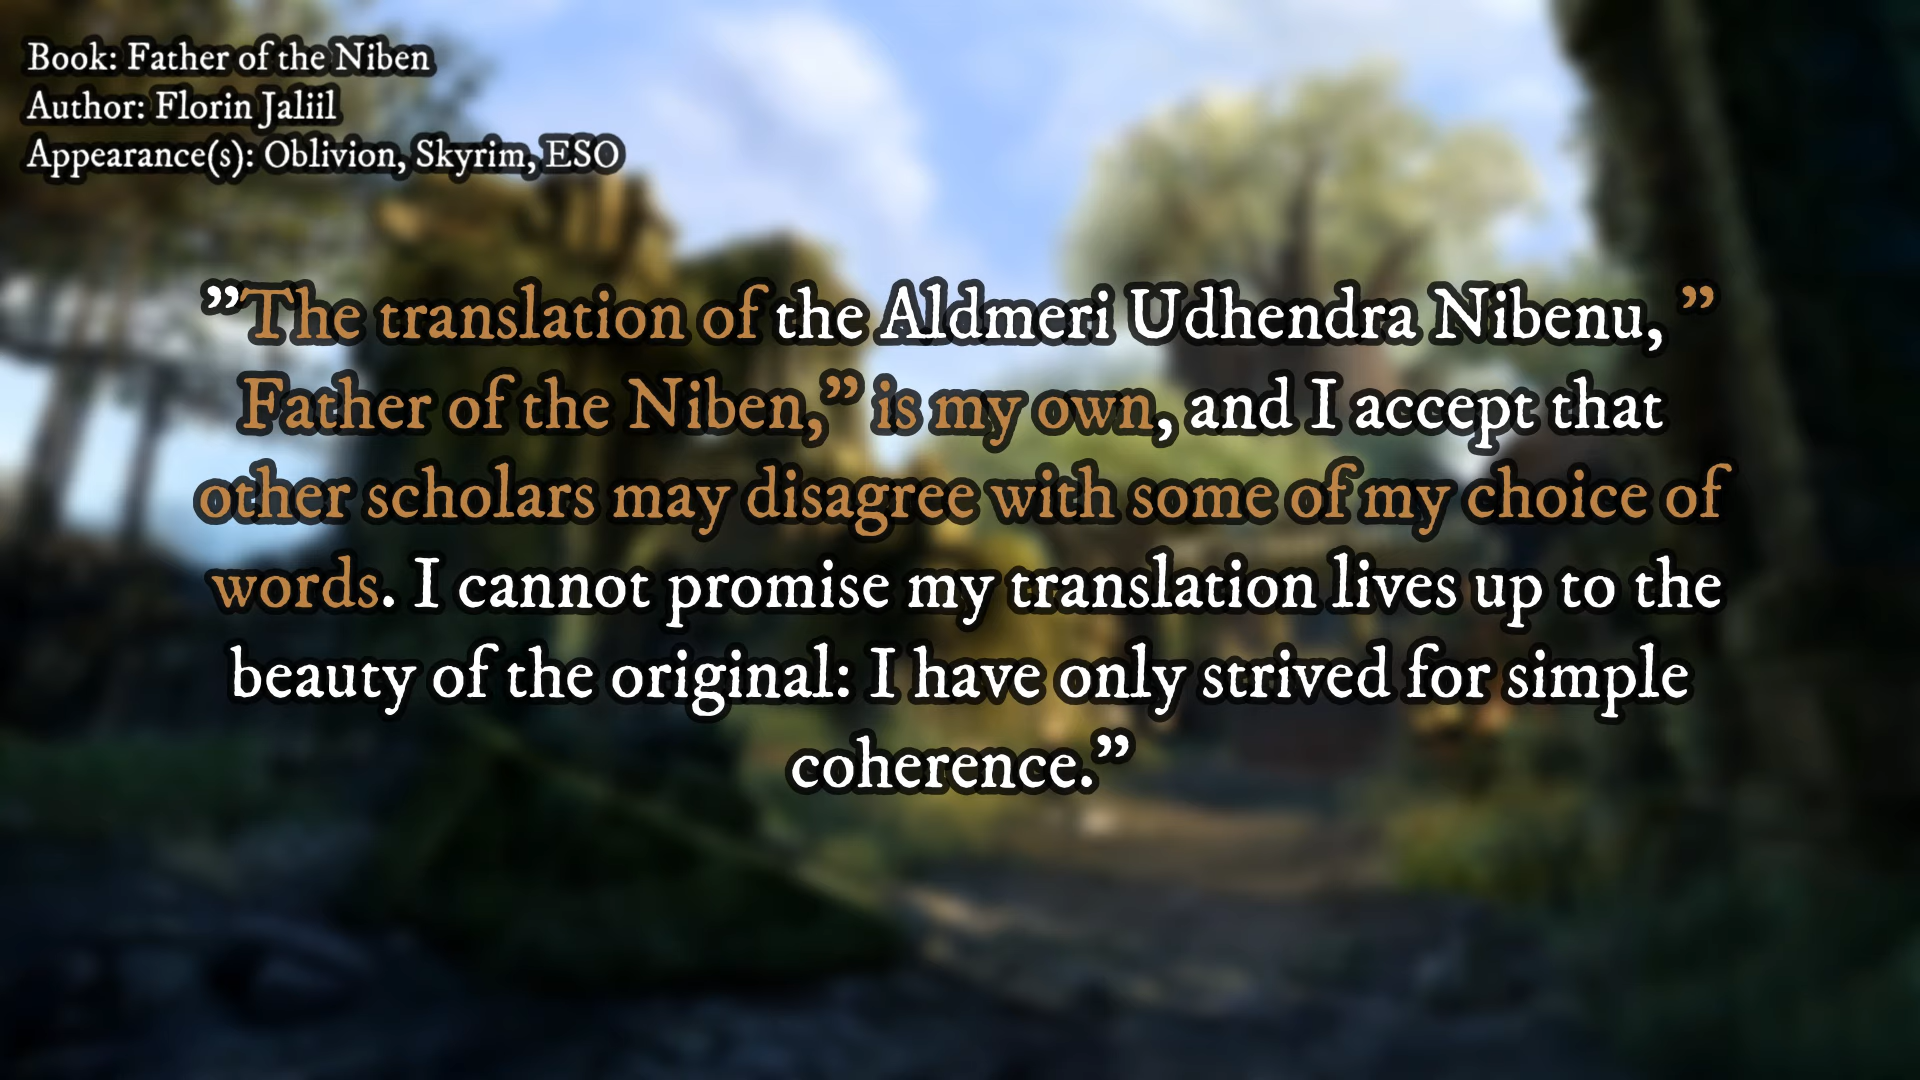 Book: Father of the Niben
Author: Florin Jaliil
Appearance(s): Oblivion, Skyrim, ESO
”The translation of the Aldmeri Udhendra Nibenu, ”
Father of the Niben,” is my own, and I accept that
other scholars may disagree with some of my choice of
words. I cannot promise my translation lives up to the
beauty of the original: I have only strived for simple
coherence.”